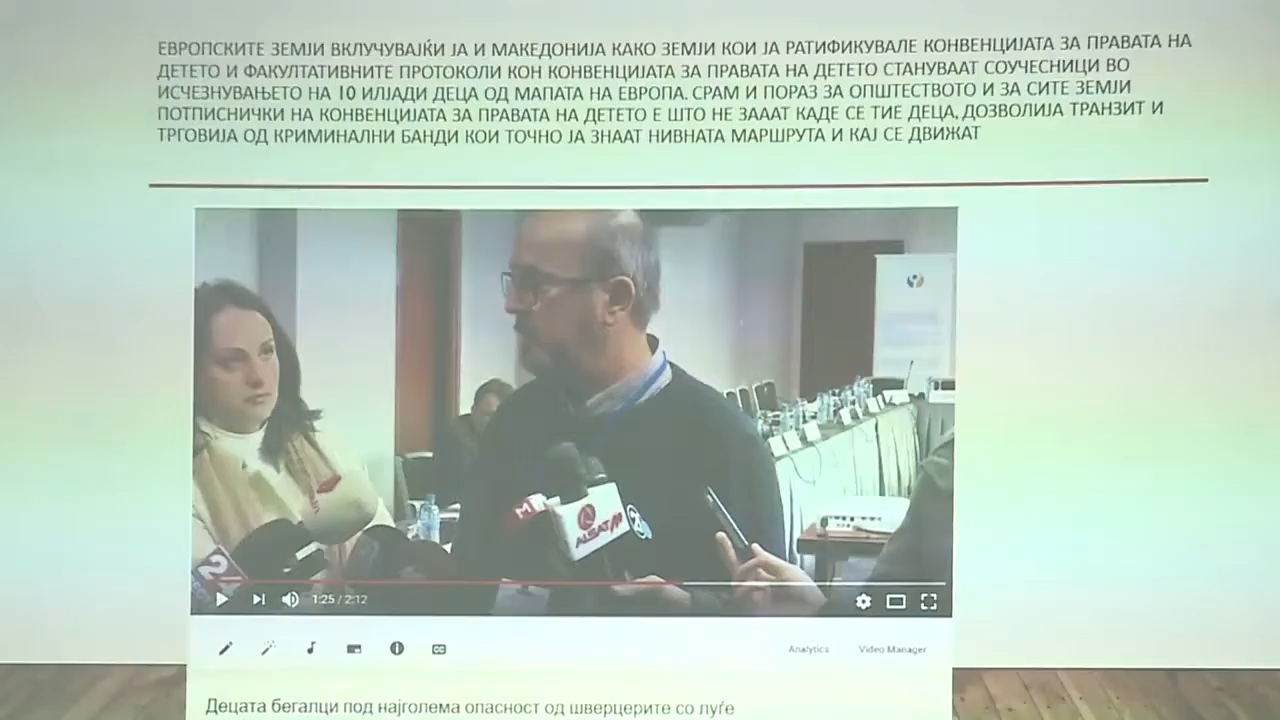 ЕВРОПСКИТЕ ЗЕМЈИ ВКЛУЧУВАЈЌИ ЈА И МАКЕДОНИЈА КАКО ЗЕМЈИ КОИ ЈА РАТИФИКУВАЛЕ КОНВЕНЦИЈАТА ЗА ПРАВАТА НА
ДЕТЕТО И ФАКУЛТАТИВНИТЕ ПРОТОКОЛИ КОН КОНВЕНЦИЈАТА ЗА ПРАВАТА НА ДЕТЕТО СТАНУВААТ СОУЧЕСНИЦИ ВО
ИСЧЕЗНУВАЊЕТО НА 10 ИЛЈАДИ ДЕЦА ОД МАПАТА НА ЕВРОПА. СРАМ И ПОРАЗ ЗА ОПШТЕСТВОТО И ЗА СИТЕ ЗЕМЈИ
ПОТПИСНИЧКИ НА КОНВЕНЦИЈАТА ЗА ПРАВАТА НА ДЕТЕТО Е ШТО НЕ ЗАААТ КАДЕ СЕ ТИЕ ДЕЦА, ДОЗВОЛИЈА ТРАНЗИТ И
ТРГОВИЈА ОД КРИМИНАЛНИ БАНДИ КОИ ТОЧНО ЈА ЗНААТ НИВНАТА МАРШРУТА И КАЈ СЕ ДВИЖАТ
М
ALSAT M
2
2
1:25 / 2:12
Analytics Video Manager
Децата бегалци под најголема опасност од шверцерите со луѓе